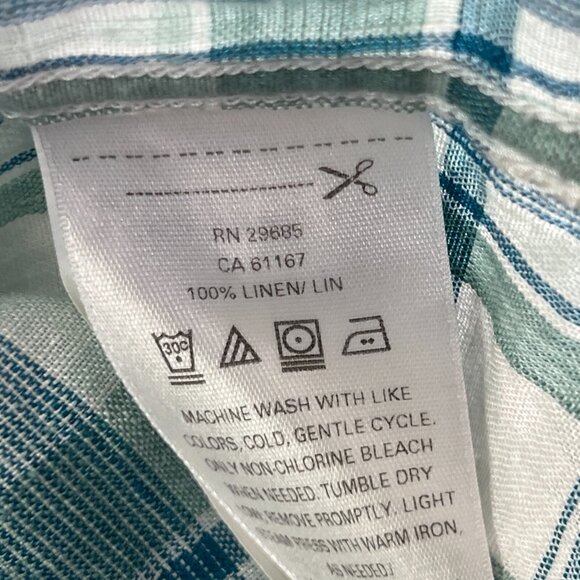 RN 29685
CA 61167
100% LINEN/ LIN
30C
MACHINE WASH WITH LIKE
COLORS, COLD, GENTLE CYCLE.
ONLY NON-CHLORINE BLEACH
WHEN NEEDED. TUMBLE DRY
LOW. REMOVE PROMPTLY. LIGHT
STEAM PRESS WITH WARM IRON,
AS NEEDED./